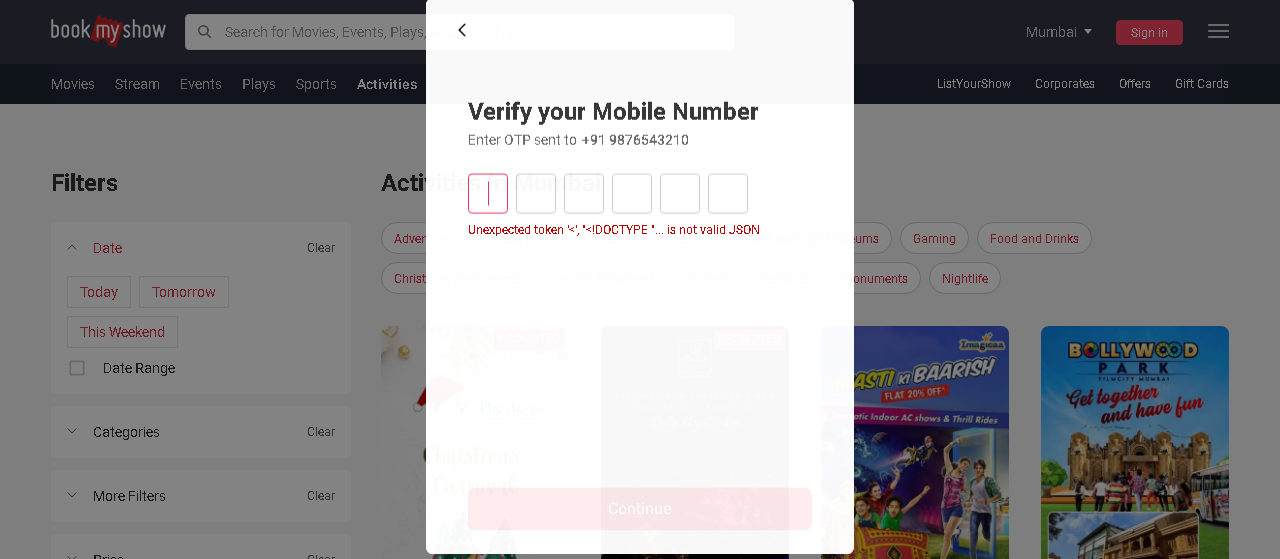 book my show
Search for Movies, Events, Plays,
Mumbai
Sign in
Movies Stream Events Plays Sports Activities
ListYourShow Corporates Offers Gift Cards
Verify your Mobile Number
Enter OTP sent to +91 9876543210
Unexpected token '<', "<!DOCTYPE "... is not valid JSON
Continue
Filters
Date Clear
Today Tomorrow
This Weekend
Date Range
Categories Clear
More Filters Clear
Price
Activities in Mumbai
Gaming Food and Drinks
Monuments Nightlife
PROMOTED
The Acres
Christmas
Carnival
PROMOTED
Imagicaa
MASTI KI BAARISH
FLAT 20% OFF*
Indoor AC shows & Thrill Rides
BOLLYWOOD
PARK
FILMCITY MUMBAI
Get together
and have fun